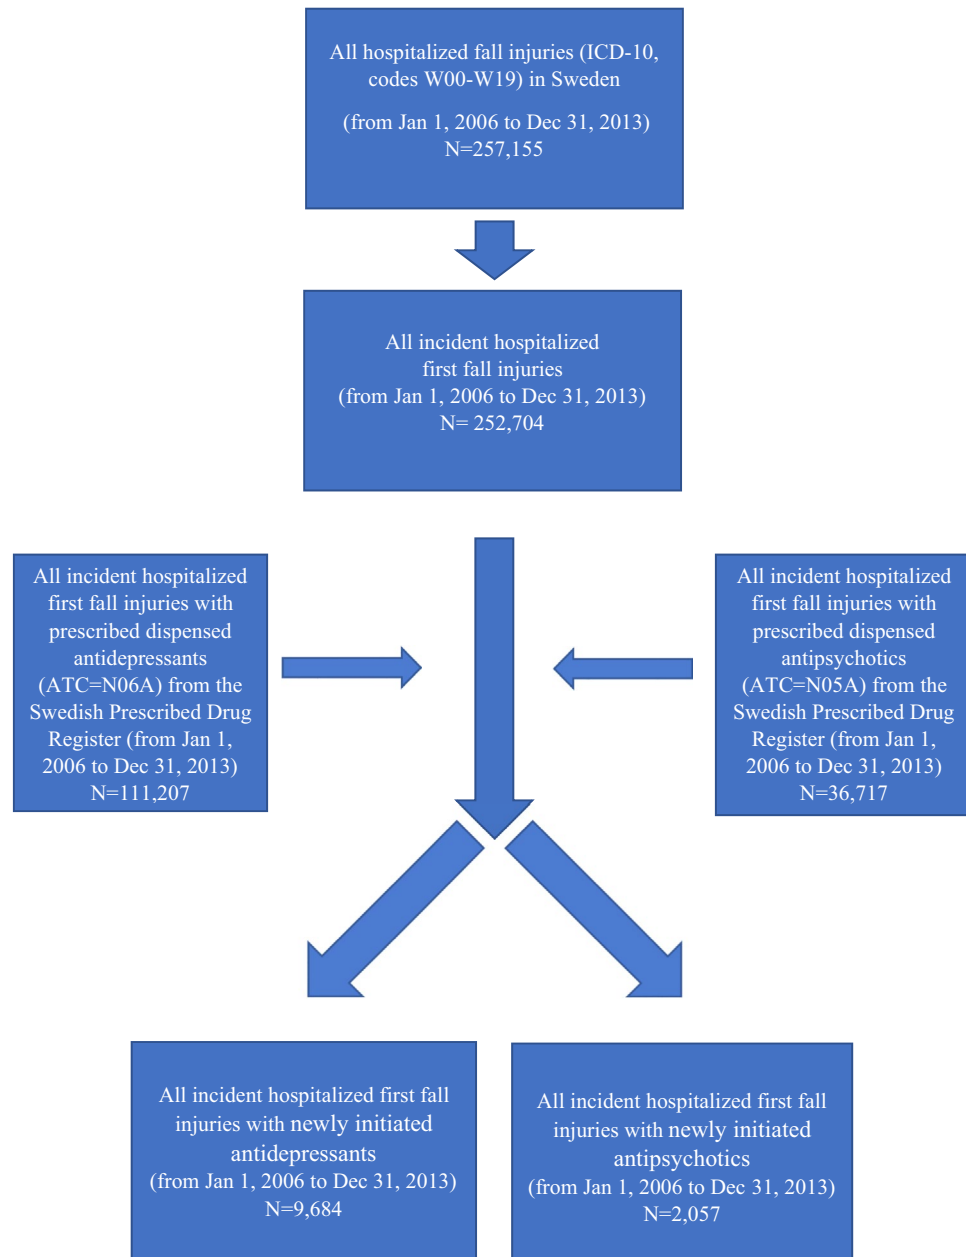 All hospitalized fall injuries (ICD-10,
codes W00-W19) in Sweden
(from Jan 1, 2006 to Dec 31, 2013)
N=257,155
All incident hospitalized
first fall injuries
(from Jan 1, 2006 to Dec 31, 2013)
N= 252,704
All incident hospitalized
first fall injuries with
prescribed dispensed
antidepressants
(ATC=N06A) from the
Swedish Prescribed Drug
Register (from Jan 1,
2006 to Dec 31, 2013)
N=111,207
All incident hospitalized
first fall injuries with
prescribed dispensed
antipsychotics
(ATC=N05A) from the
Swedish Prescribed Drug
Register (from Jan 1,
2006 to Dec 31, 2013)
N=36,717
All incident hospitalized first fall
injuries with newly initiated
antidepressants
(from Jan 1, 2006 to Dec 31, 2013)
N=9,684
All incident hospitalized first fall
injuries with newly initiated
antipsychotics
(from Jan 1, 2006 to Dec 31, 2013)
N=2,057